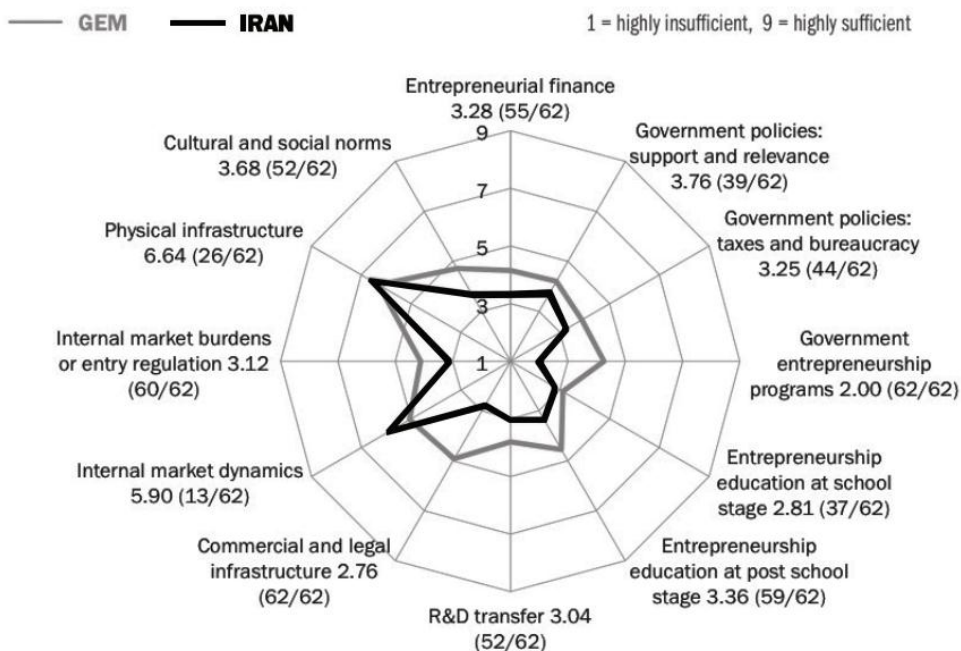 GEM
IRAN
1 = highly insufficient, 9 = highly sufficient
Entrepreneurial finance
3.28 (55/62)
Government policies:
support and relevance
3.76 (39/62)
Government policies:
taxes and bureaucracy
3.25 (44/62)
Government
entrepreneurship
programs 2.00 (62/62)
Entrepreneurship
education at school
stage 2.81 (37/62)
Entrepreneurship
education at post school
stage 3.36 (59/62)
R&D transfer 3.04
(52/62)
Commercial and legal
infrastructure 2.76
(62/62)
Internal market dynamics
5.90 (13/62)
Internal market burdens
or entry regulation 3.12
(60/62)
Physical infrastructure
6.64 (26/62)
Cultural and social norms
3.68 (52/62)
9
7
5
3
1